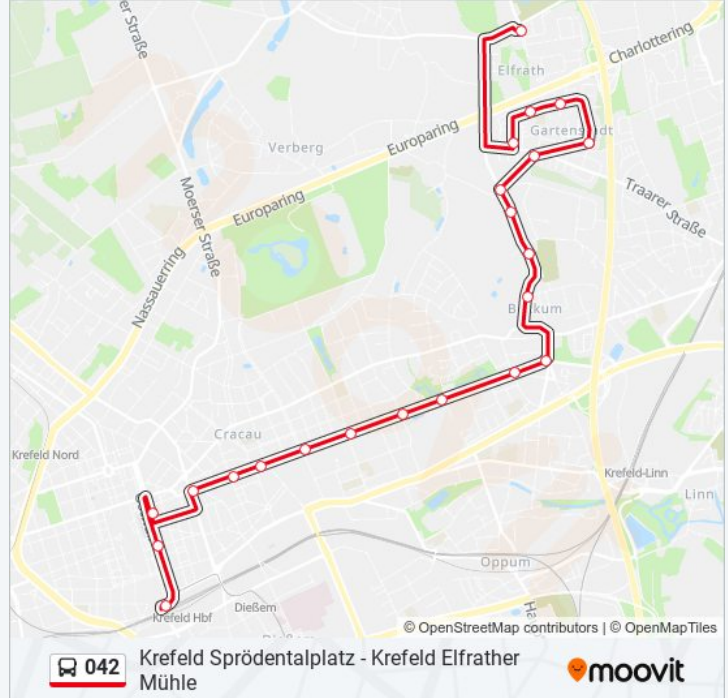 Moerser Straße
Charlottering
Elfrath
Europaring
Gartenstadt
Verberg
Traarer Straße
Moerser Straße
Europaring
Nassauerring
Cracau
Krefeld Nord
Krefeld-Linn
Linn
Oppum
Dießem
Krefeld Hbf
© OpenStreetMap contributors | © OpenMapTiles
042
Krefeld Sprödentalplatz - Krefeld Elfrather
Mühle
moovit